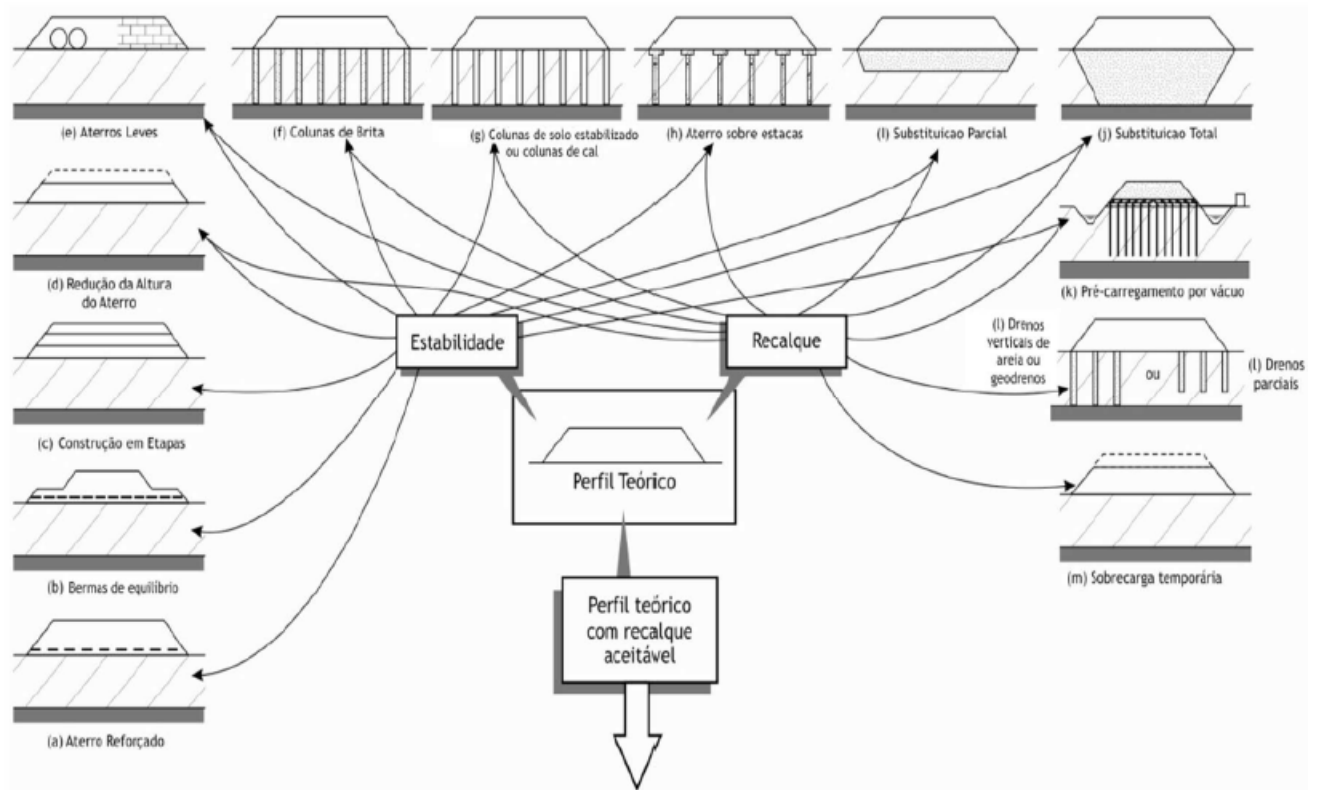 (e) Aterros Leves
(f) Colunas de Brita
(g) Colunas de solo estabilizado
ou colunas de cal
(h) Aterro sobre estacas
(l) Substituicao Parcial
(j) Substituicao Total
(d) Redução da Altura
do Aterro
(k) Pré-carregamento por vácuo
Estabilidade
Recalque
(l) Drenos
verticais de
areia ou
geodrenos
ou
(l) Drenos
parciais
(c) Construção em Etapas
Perfil Teórico
(b) Bermas de equilíbrio
(m) Sobrecarga temporária
Perfil teórico
com recalque
aceitável
(a) Aterro Reforçado